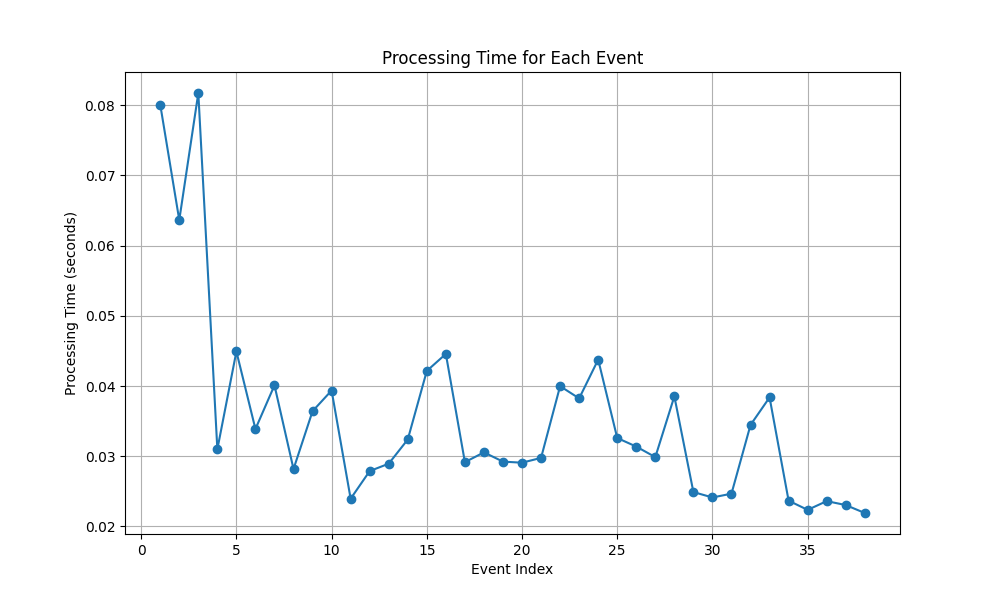 Processing Time for Each Event
Processing Time (seconds)
0.08
0.07
0.06
0.05
0.04
0.03
0.02
0 5 10 15 20 25 30 35
Event Index